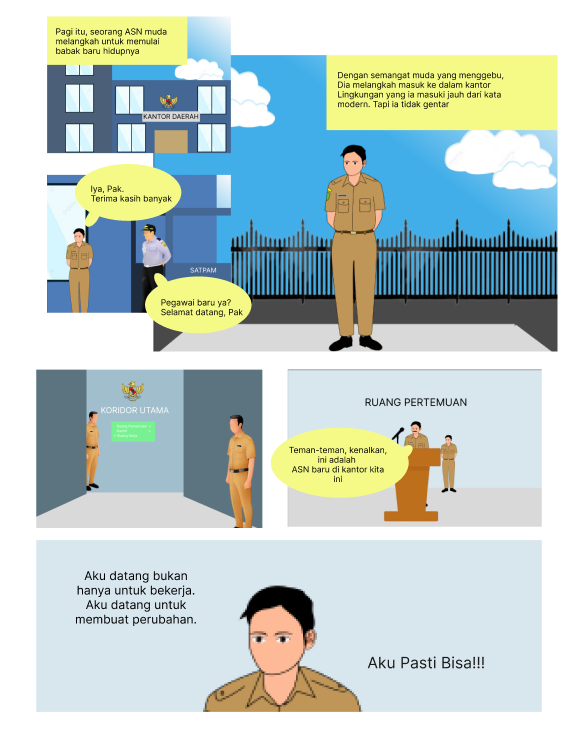 Pagi itu, seorang ASN muda
melangkah untuk memulai
babak baru hidupnya
KANTOR DAERAH
Dengan semangat muda yang menggebu,
Dia melangkah masuk ke dalam kantor
Lingkungan yang ia masuki jauh dari kata
modern. Tapi ia tidak gentar
Iya, Pak.
Terima kasih banyak
SATPAM
Pegawai baru ya?
Selamat datang, Pak
KORIDOR UTAMA
RUANG PERTEMUAN
Teman-teman, kenalkan,
ini adalah
ASN baru di kantor kita
ini
Aku datang bukan
hanya untuk bekerja.
Aku datang untuk
membuat perubahan.
Aku Pasti Bisa!!!